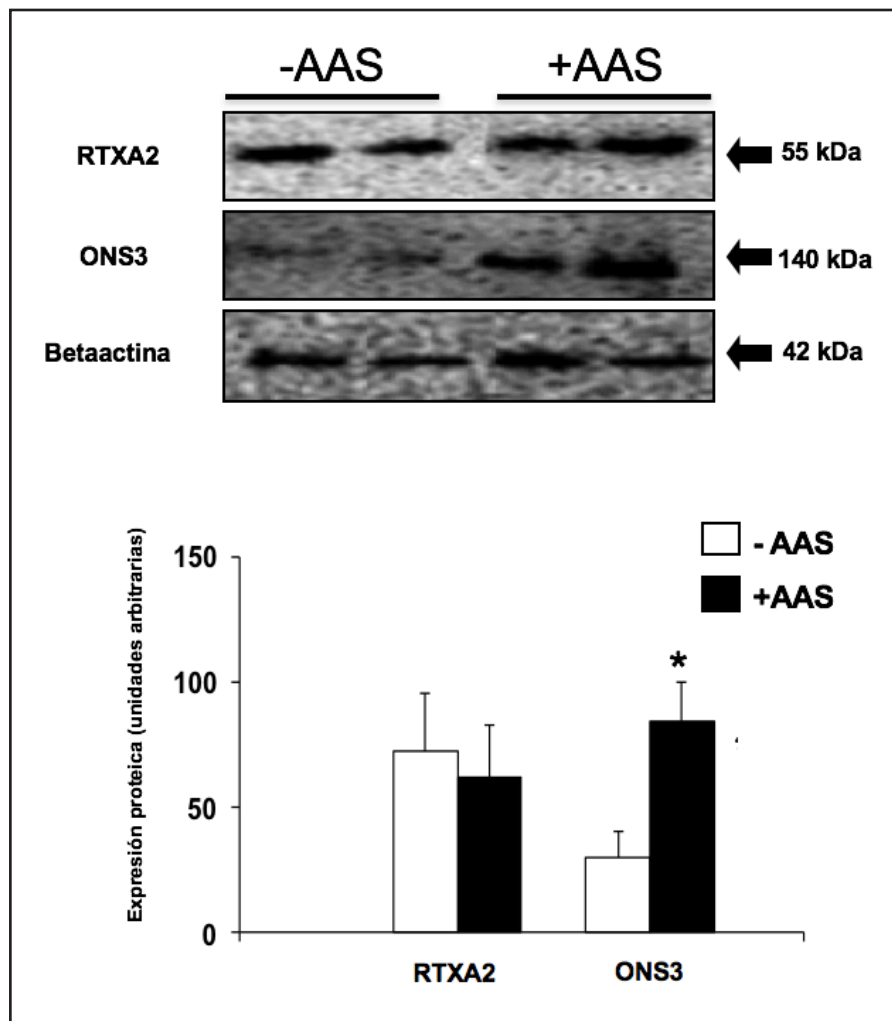 -AAS +AAS
RTXA2 55 kDa
ONS3 140 kDa
Betaactina 42 kDa
Expresión proteica (unidades arbitrarias)
150
100
50
0
- AAS
+AAS
*
RTXA2 ONS3